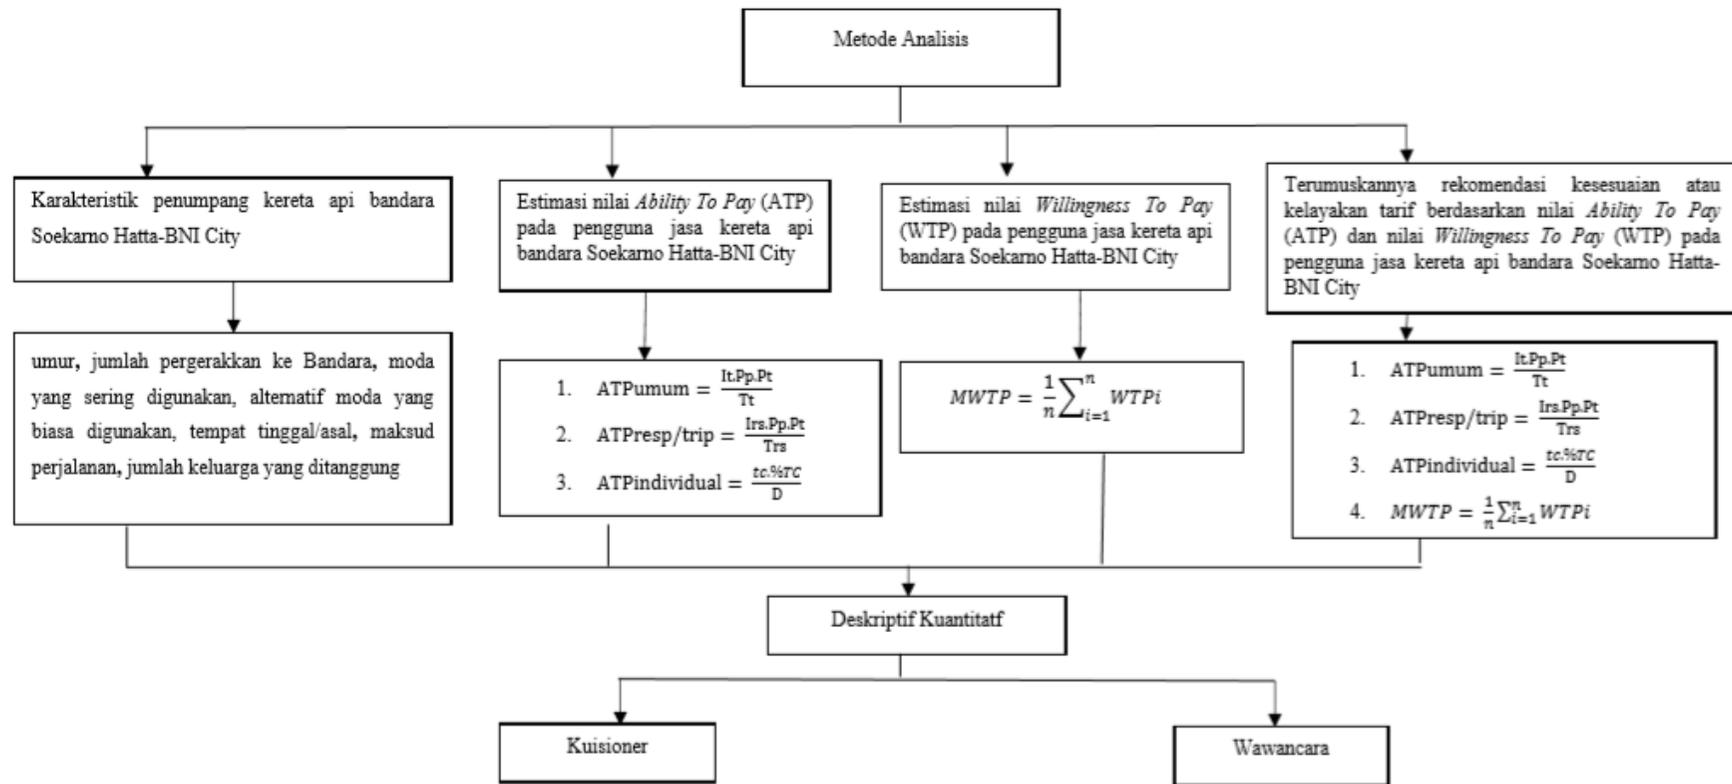 Metode Analisis
Karakteristik penumpang kereta api bandara
Soekarno Hatta-BNI City
Estimasi nilai Ability To Pay (ATP)
pada pengguna jasa kereta api
bandara Soekarno Hatta-BNI City
Estimasi nilai Willingness To Pay
(WTP) pada pengguna jasa kereta api
bandara Soekarno Hatta-BNI City
Terumuskannya rekomendasi kesesuaian atau
kelayakan tarif berdasarkan nilai Ability To Pay
(ATP) dan nilai Willingness To Pay (WTP) pada
pengguna jasa kereta api bandara Soekarno Hatta-
BNI City
umur, jumlah pergerakkan ke Bandara, moda
yang sering digunakan, alternatif moda yang
biasa digunakan, tempat tinggal/asal, maksud
perjalanan, jumlah keluarga yang ditanggung
1. ATPumum = It.Pp.Pt/Tt
2. ATPresp/trip = Irs.Pp.Pt/Trs
3. ATPindividual = tc.%TC/D
MWTP = 1/n ∑_{i=1}^{n} WTPi
1. ATPumum = It.Pp.Pt/Tt
2. ATPresp/trip = Irs.Pp.Pt/Trs
3. ATPindividual = tc.%TC/D
4. MWTP = 1/n ∑_{i=1}^{n} WTPi
Deskriptif Kuantitatf
Kuisioner
Wawancara